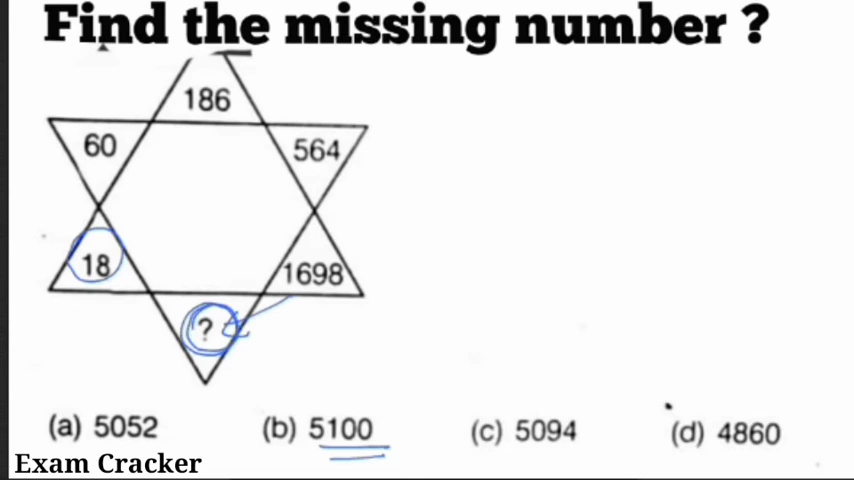 Find the missing number ?
186
60
564
18
1698
?
(a) 5052 (b) 5100 (c) 5094 (d) 4860
Exam Cracker